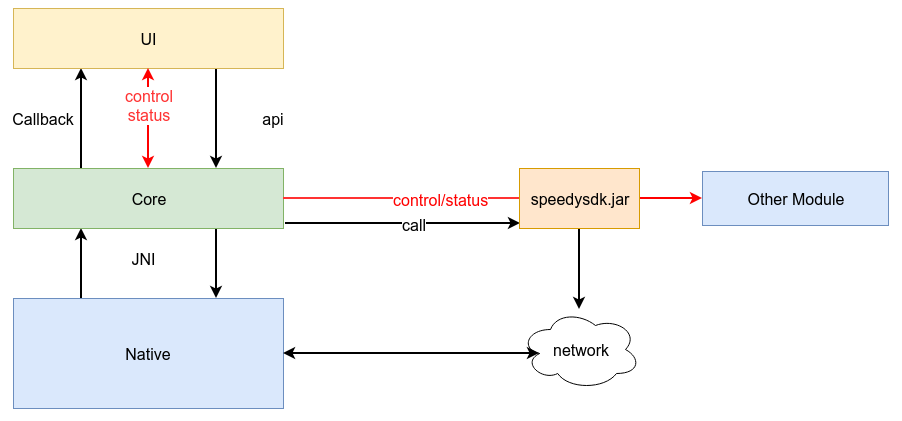 UI
Callback
control
status
api
Core
control/status
call
speedysdk.jar
Other Module
JNI
Native
network